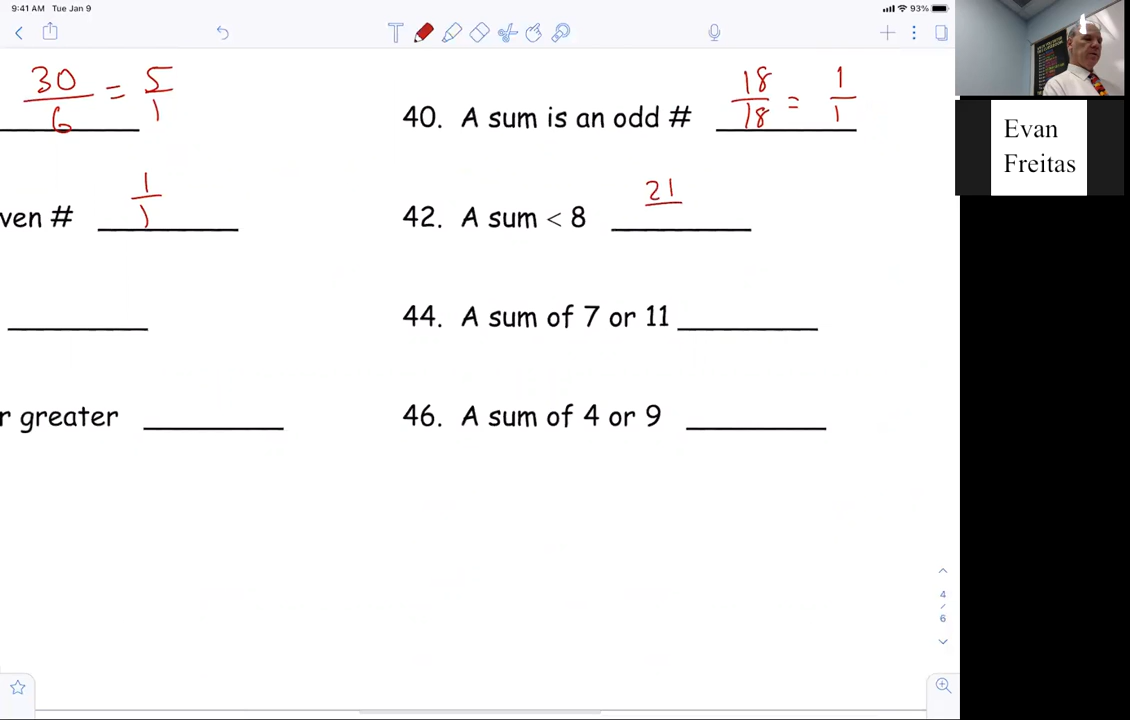 9:41 AM Tue Jan 9
93%
30/6 = 5/1
40. A sum is an odd # 18/18 = 1/1
ven # 1/1
42. A sum < 8 21
44. A sum of 7 or 11
r greater
46. A sum of 4 or 9
4 / 6
Evan
Freitas